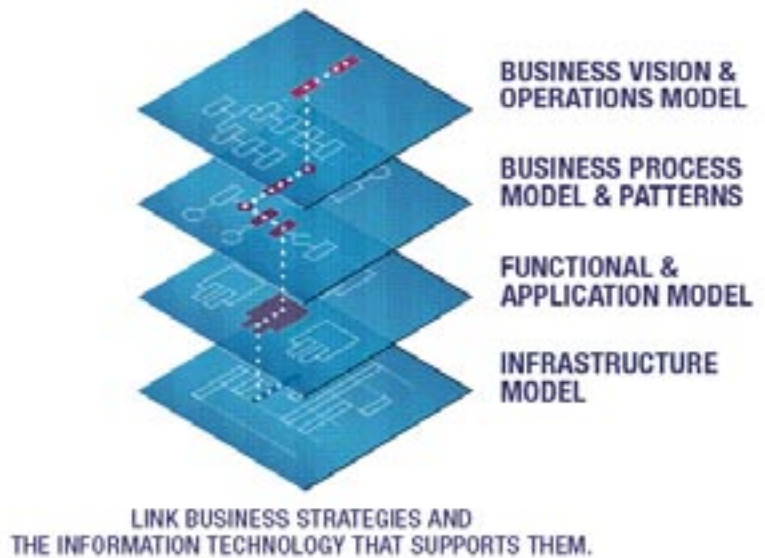 BUSINESS VISION &
OPERATIONS MODEL
BUSINESS PROCESS
MODEL & PATTERNS
FUNCTIONAL &
APPLICATION MODEL
INFRASTRUCTURE
MODEL
LINK BUSINESS STRATEGIES AND
THE INFORMATION TECHNOLOGY THAT SUPPORTS THEM.